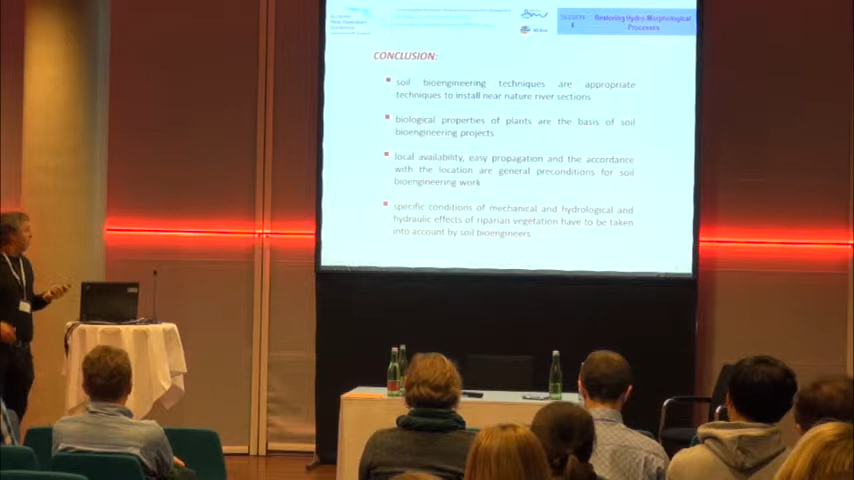 SESSION Restoring Hydro-Morphological
Processes
CONCLUSION:
soil bioengineering techniques are appropriate
techniques to install near nature river sections
biological properties of plants are the basis of soil
bioengineering projects
local availability, easy propagation and the accordance
with the location are general preconditions for soil
bioengineering work
specific conditions of mechanical and hydrological and
hydraulic effects of riparian vegetation have to be taken
into account by soil bioengineers